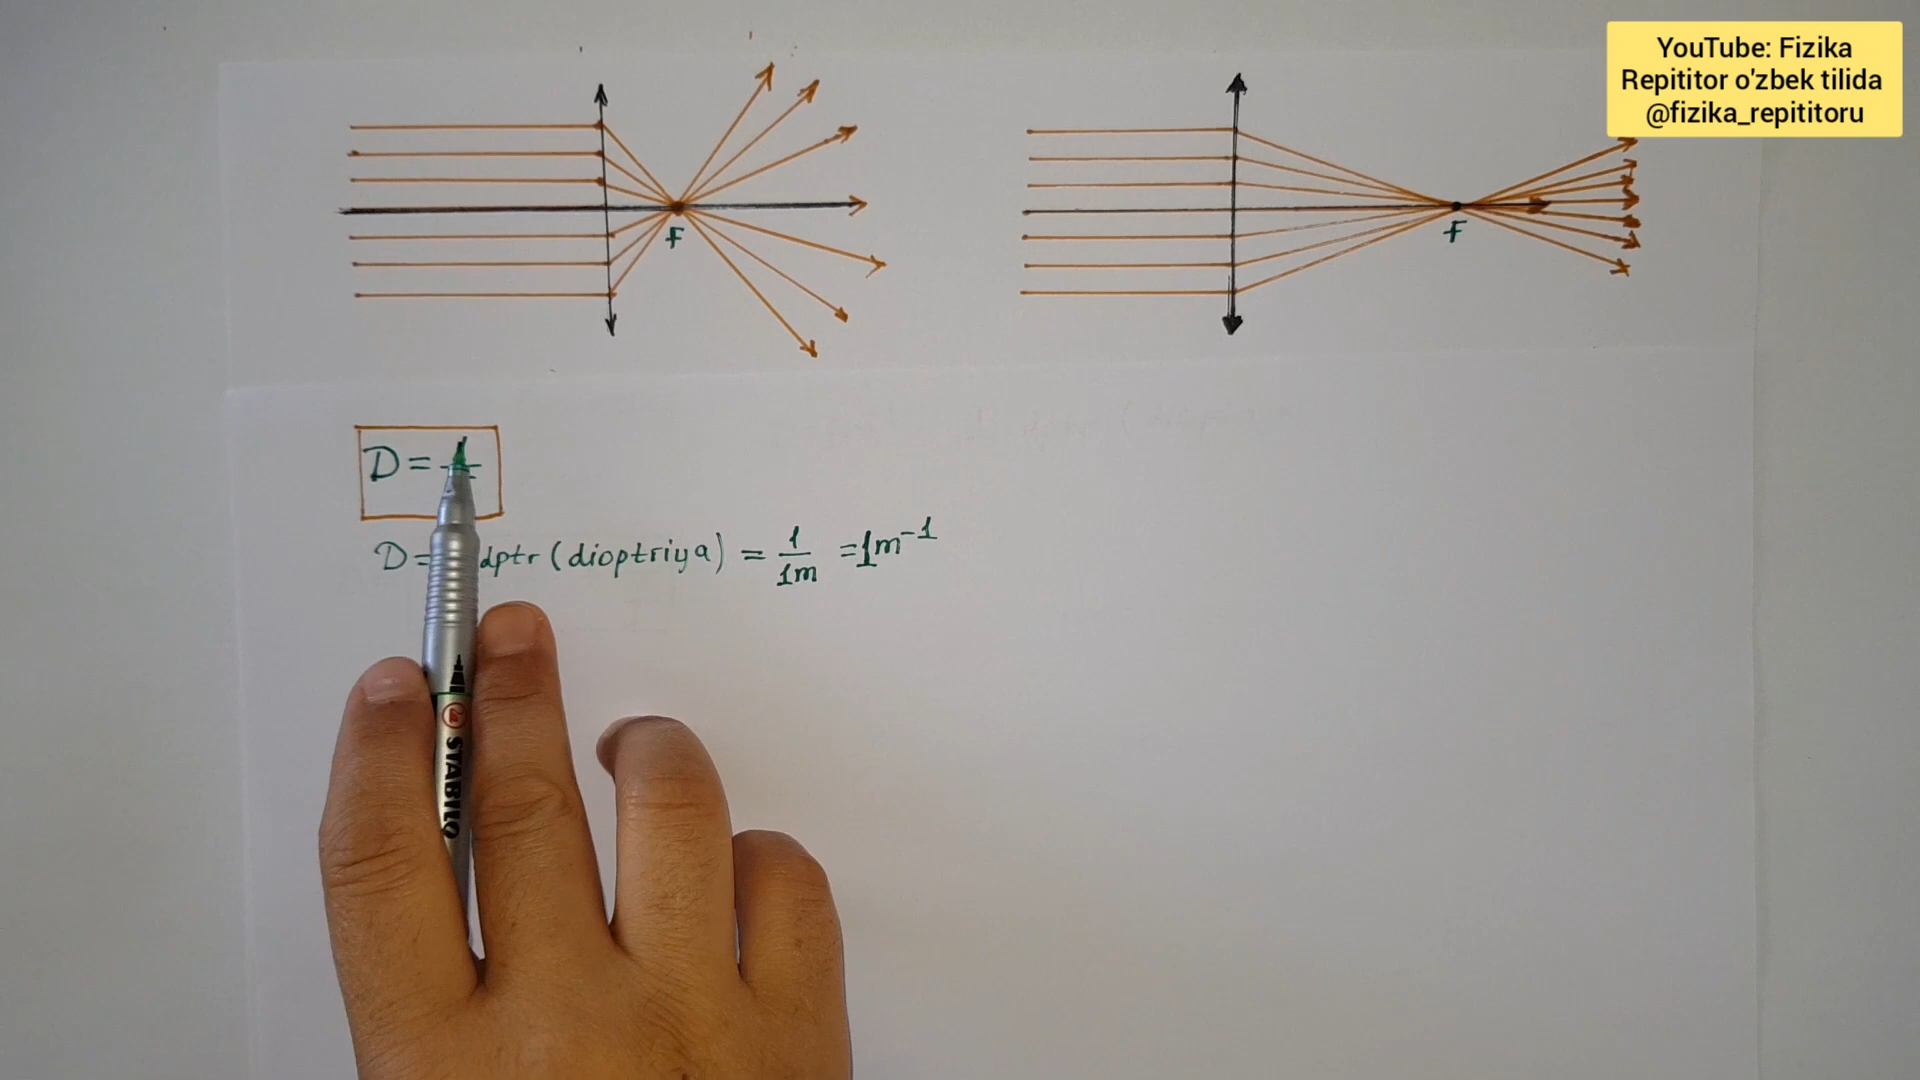 YouTube: Fizika
Repititor o'zbek tilida
@fizika_repititoru
F
F
D =
D= dptr (dioptriya) = 1/1m = 1m⁻¹
STABILO